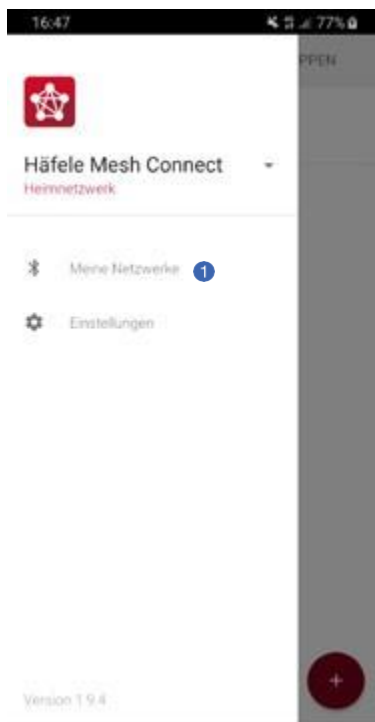 16:47 77%
PPEN
Häfele Mesh Connect
Heimnetzwerk
Meine Netzwerke 1
Einstellungen
Version 1.9.4
+